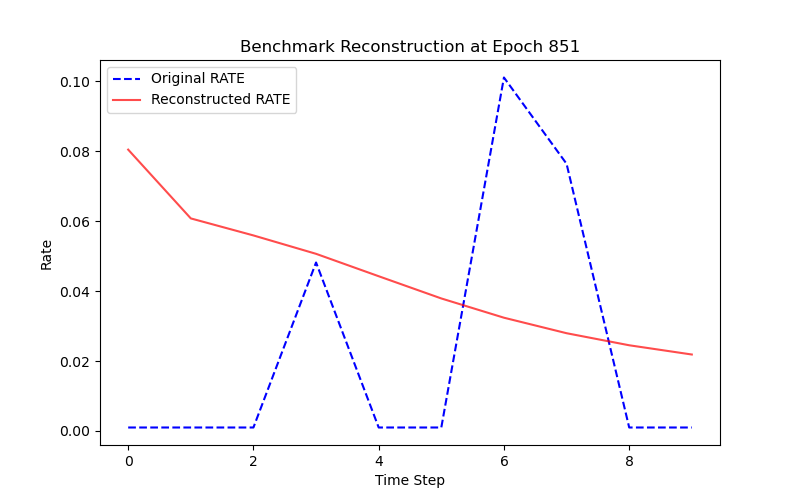 Benchmark Reconstruction at Epoch 851
Original RATE
Reconstructed RATE
0.10
0.08
0.06
0.04
0.02
0.00
Rate
0 2 4 6 8
Time Step